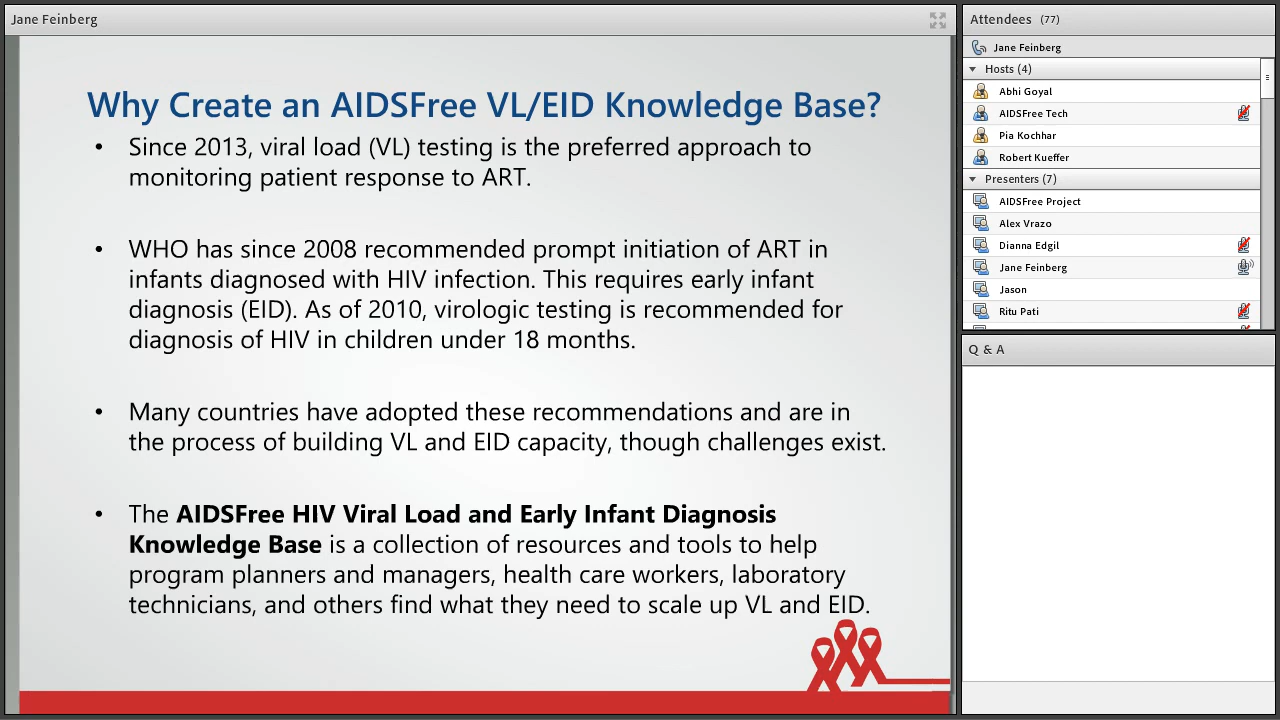 Jane Feinberg
Why Create an AIDSFree VL/EID Knowledge Base?
• Since 2013, viral load (VL) testing is the preferred approach to
monitoring patient response to ART.
• WHO has since 2008 recommended prompt initiation of ART in
infants diagnosed with HIV infection. This requires early infant
diagnosis (EID). As of 2010, virologic testing is recommended for
diagnosis of HIV in children under 18 months.
• Many countries have adopted these recommendations and are in
the process of building VL and EID capacity, though challenges exist.
• The AIDSFree HIV Viral Load and Early Infant Diagnosis
Knowledge Base is a collection of resources and tools to help
program planners and managers, health care workers, laboratory
technicians, and others find what they need to scale up VL and EID.
Attendees (77)
Jane Feinberg
Hosts (4)
Abhi Goyal
AIDSFree Tech
Pia Kochhar
Robert Kueffer
Presenters (7)
AIDSFree Project
Alex Vrazo
Dianna Edgil
Jane Feinberg
Jason
Ritu Pati
Q & A